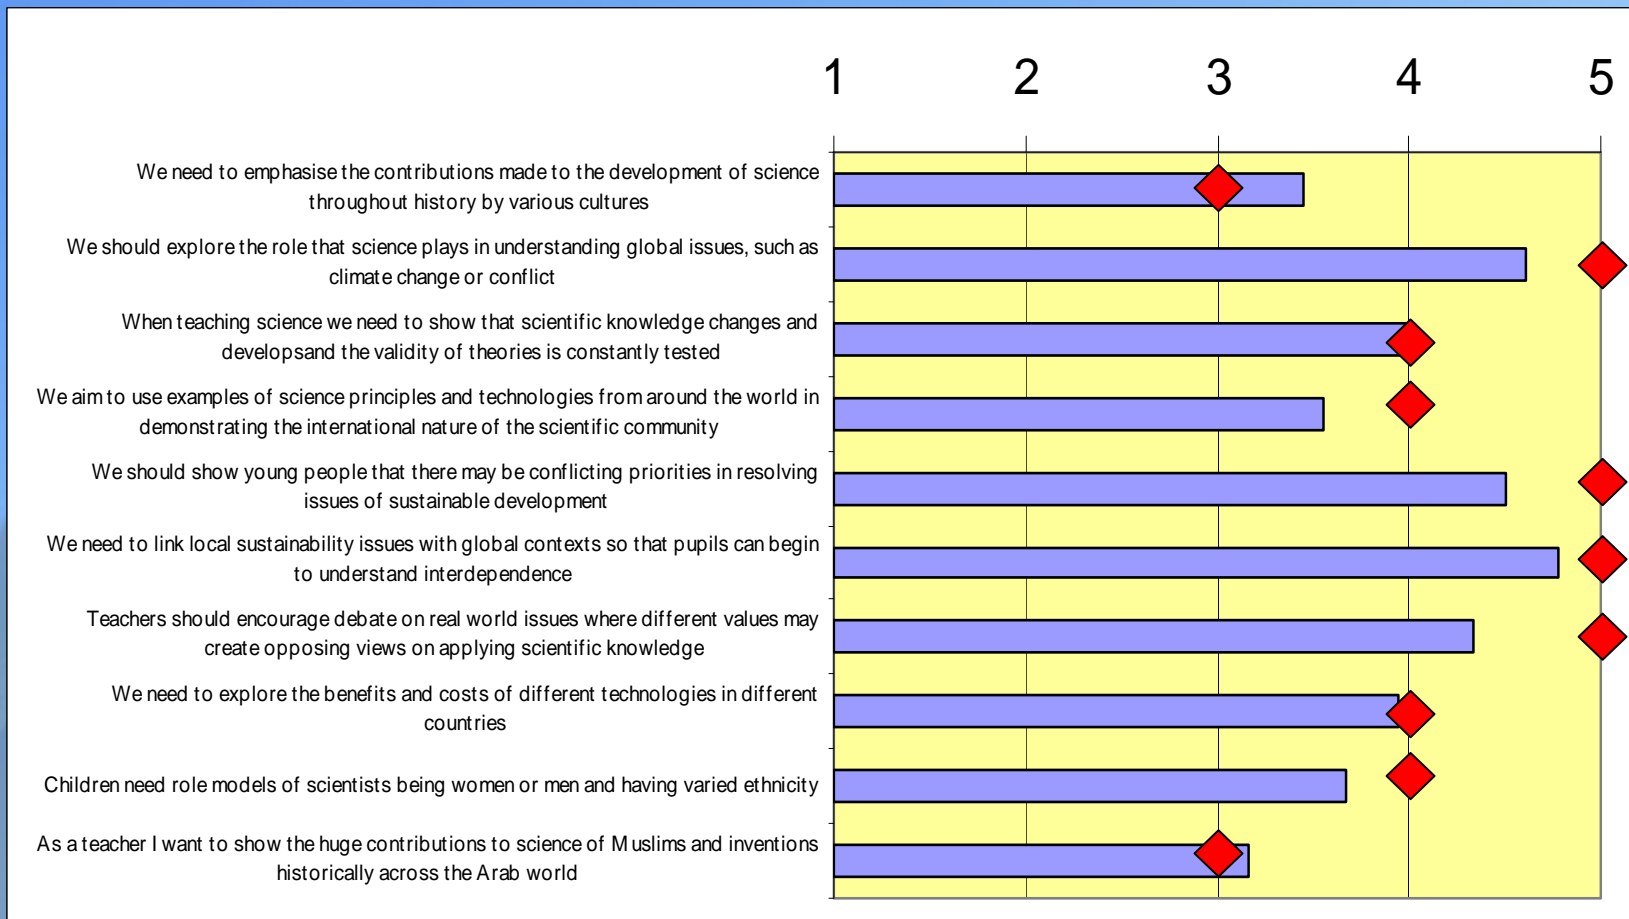 1 2 3 4 5
We need to emphasise the contributions made to the development of science
throughout history by various cultures
We should explore the role that science plays in understanding global issues, such as
climate change or conflict
When teaching science we need to show that scientific knowledge changes and
developsand the validity of theories is constantly tested
We aim to use examples of science principles and technologies from around the world in
demonstrating the international nature of the scientific community
We should show young people that there may be conflicting priorities in resolving
issues of sustainable development
We need to link local sustainability issues with global contexts so that pupils can begin
to understand interdependence
Teachers should encourage debate on real world issues where different values may
create opposing views on applying scientific knowledge
We need to explore the benefits and costs of different technologies in different
countries
Children need role models of scientists being women or men and having varied ethnicity
As a teacher I want to show the huge contributions to science of Muslims and inventions
historically across the Arab world